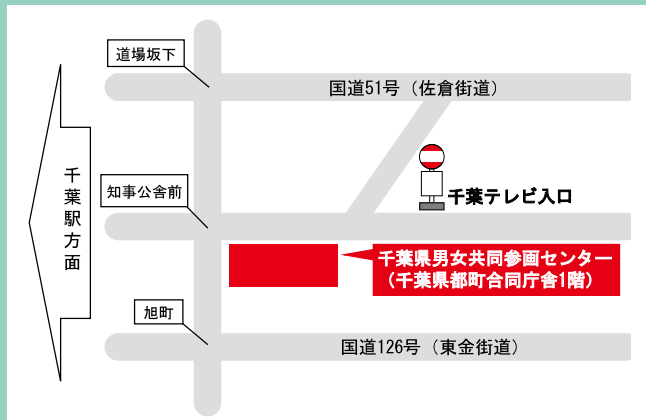 道場坂下
国道51号（佐倉街道）
千葉駅方面
知事公舎前
千葉テレビ入口
千葉県男女共同参画センター
（千葉県都町合同庁舎1階）
旭町
国道126号（東金街道）